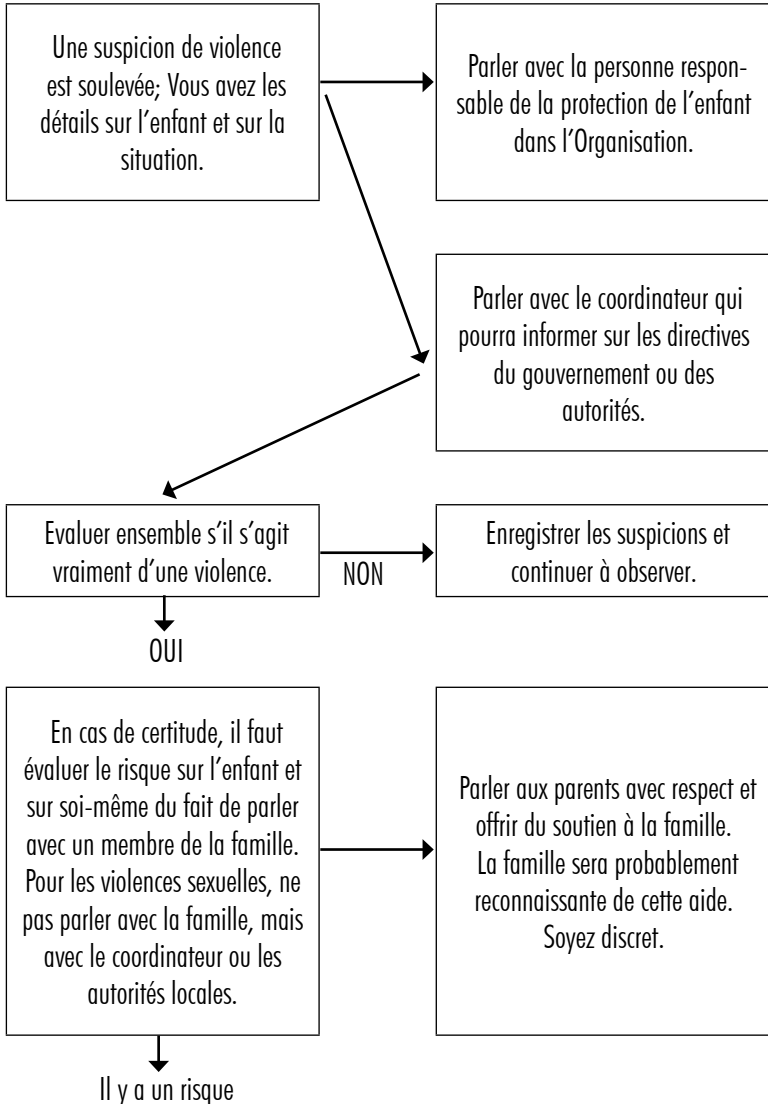 Une suspicion de violence
est soulevée; Vous avez les
détails sur l'enfant et sur la
situation.
Parler avec la personne respon-
sable de la protection de l'enfant
dans l'Organisation.
Parler avec le coordinateur qui
pourra informer sur les directives
du gouvernement ou des
autorités.
Evaluer ensemble s'il s'agit
vraiment d'une violence.
NON
Enregistrer les suspicions et
continuer à observer.
OUI
En cas de certitude, il faut
évaluer le risque sur l'enfant et
sur soi-même du fait de parler
avec un membre de la famille.
Pour les violences sexuelles, ne
pas parler avec la famille, mais
avec le coordinateur ou les
autorités locales.
Parler aux parents avec respect et
offrir du soutien à la famille.
La famille sera probablement
reconnaissante de cette aide.
Soyez discret.
Il y a un risque